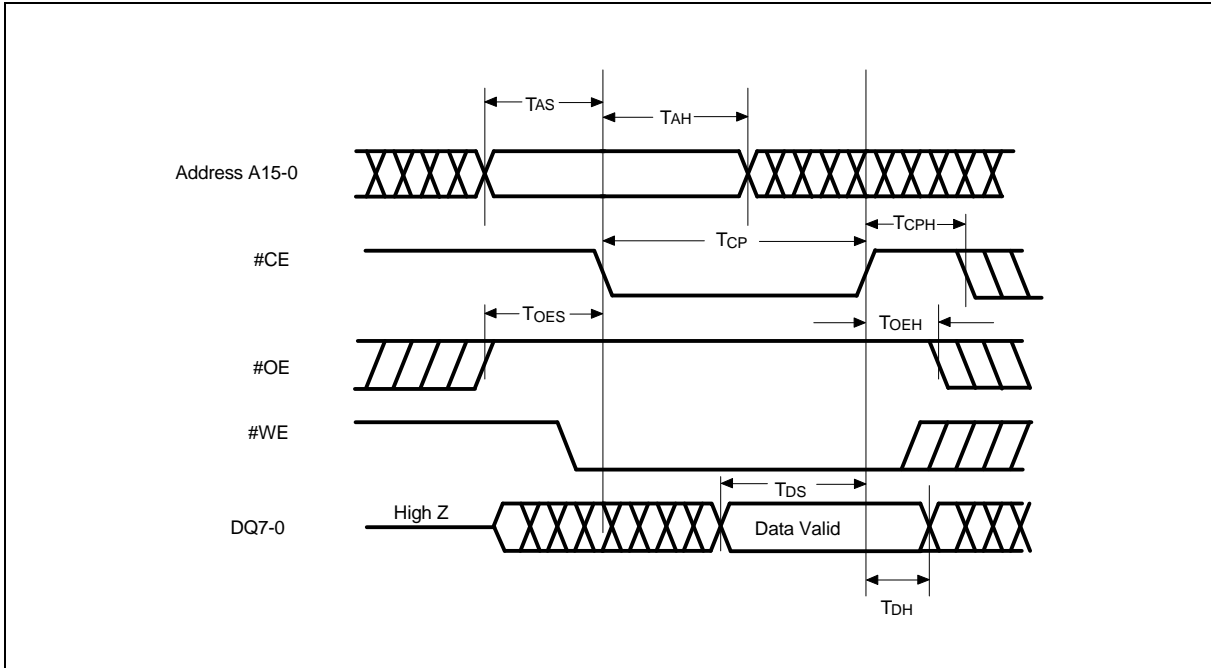 TAS
TAH
Address A15-0
TCPH
TCP
#CE
TOES
TOEH
#OE
#WE
TDS
High Z
DQ7-0
Data Valid
TDH